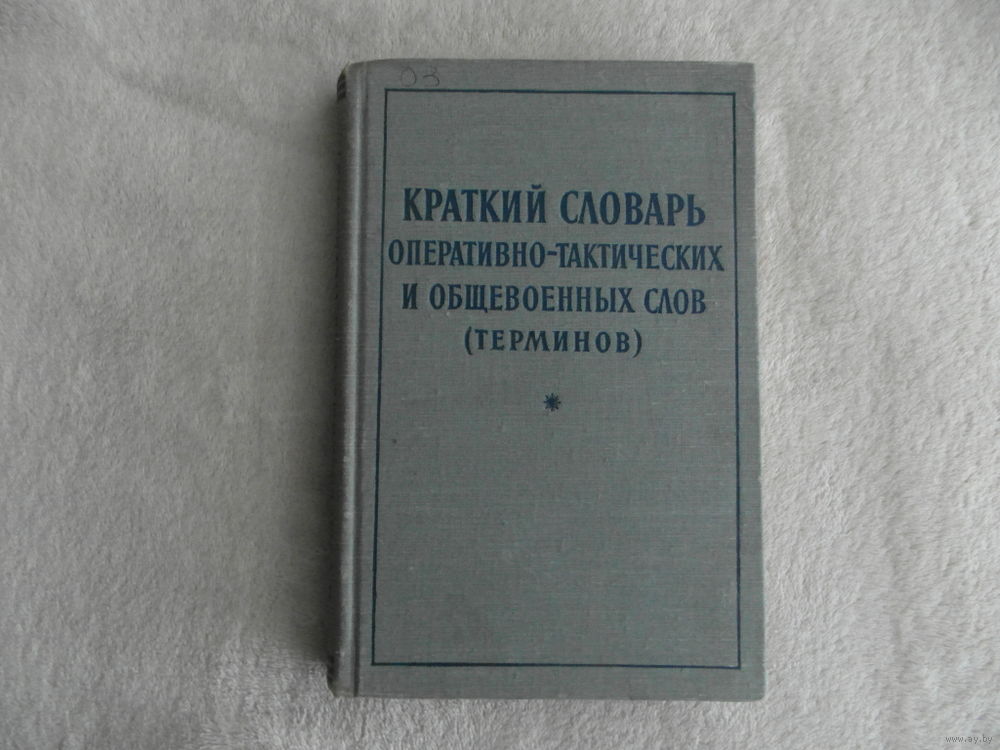 03
КРАТКИЙ СЛОВАРЬ
ОПЕРАТИВНО-ТАКТИЧЕСКИХ
И ОБЩЕВОЕННЫХ СЛОВ
(ТЕРМИНОВ)
www.ay.by